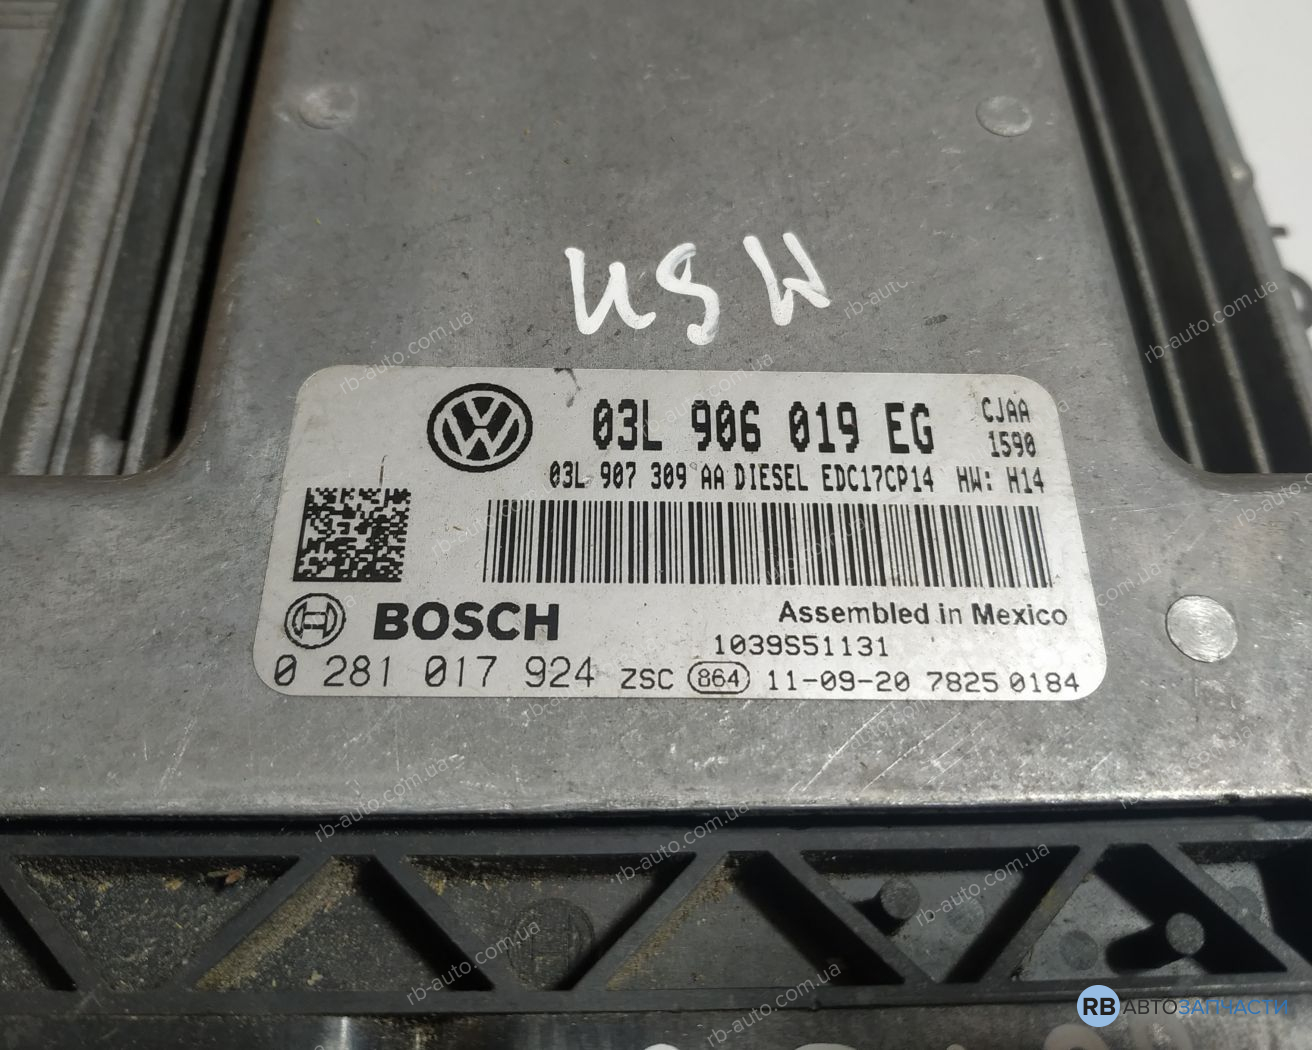 03L 906 019 EG CJAA
1590
03L 907 309 AA DIESEL EDC17CP14 HW: H14
BOSCH
Assembled in Mexico
1039S51131
0 281 017 924 ZSC 864 11-09-20 7825 0184
rb-auto.com.ua
RB АВТОЗАПЧАСТИ